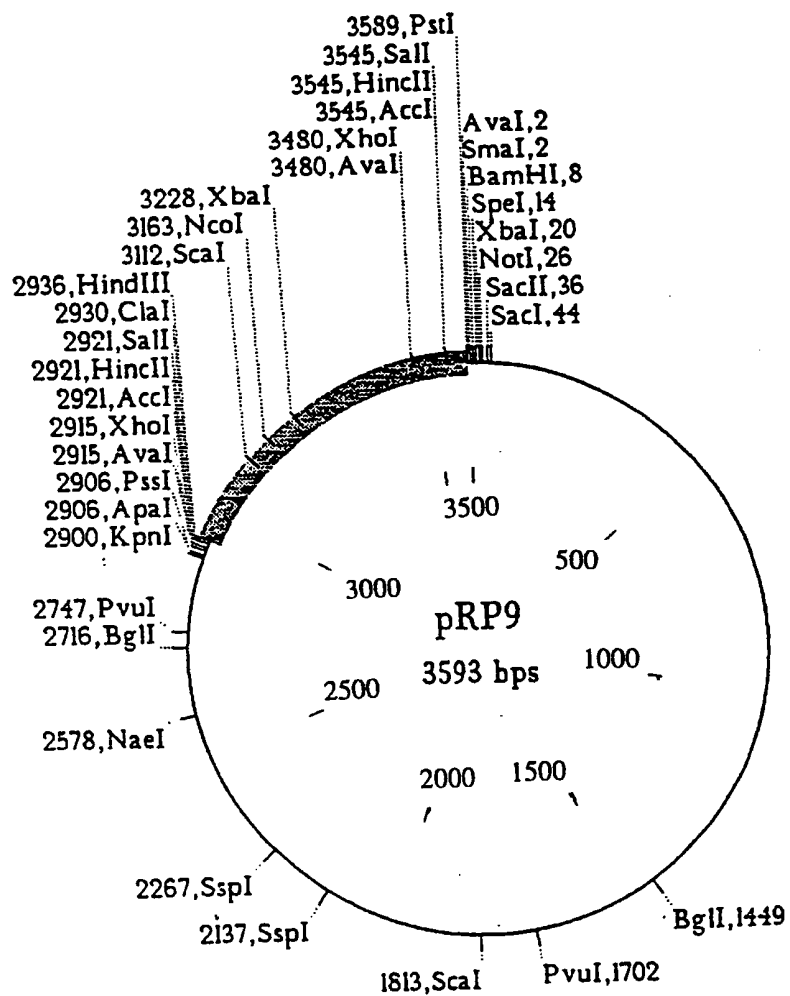 3589,PstI
3545,SalI
3545,HincII
3545,AccI
3480,XhoI
3480,AvaI
AvaI,2
SmaI,2
BamHI,8
SpeI,14
XbaI,20
NotI,26
SacII,36
SacI,44
3228,XbaI
3163,NcoI
3112,ScaI
2936,HindIII
2930,ClaI
2921,SalI
2921,HincII
2921,AccI
2915,XhoI
2915,AvaI
2906,PssI
2906,ApaI
2900,KpnI
2747,PvuI
2716,BglI
2578,NaeI
2267,SspI
2137,SspI
1813,ScaI
PvuI,1702
BglI,1449
3500
500
3000
pRP9
1000
3593 bps
2500
2000
1500